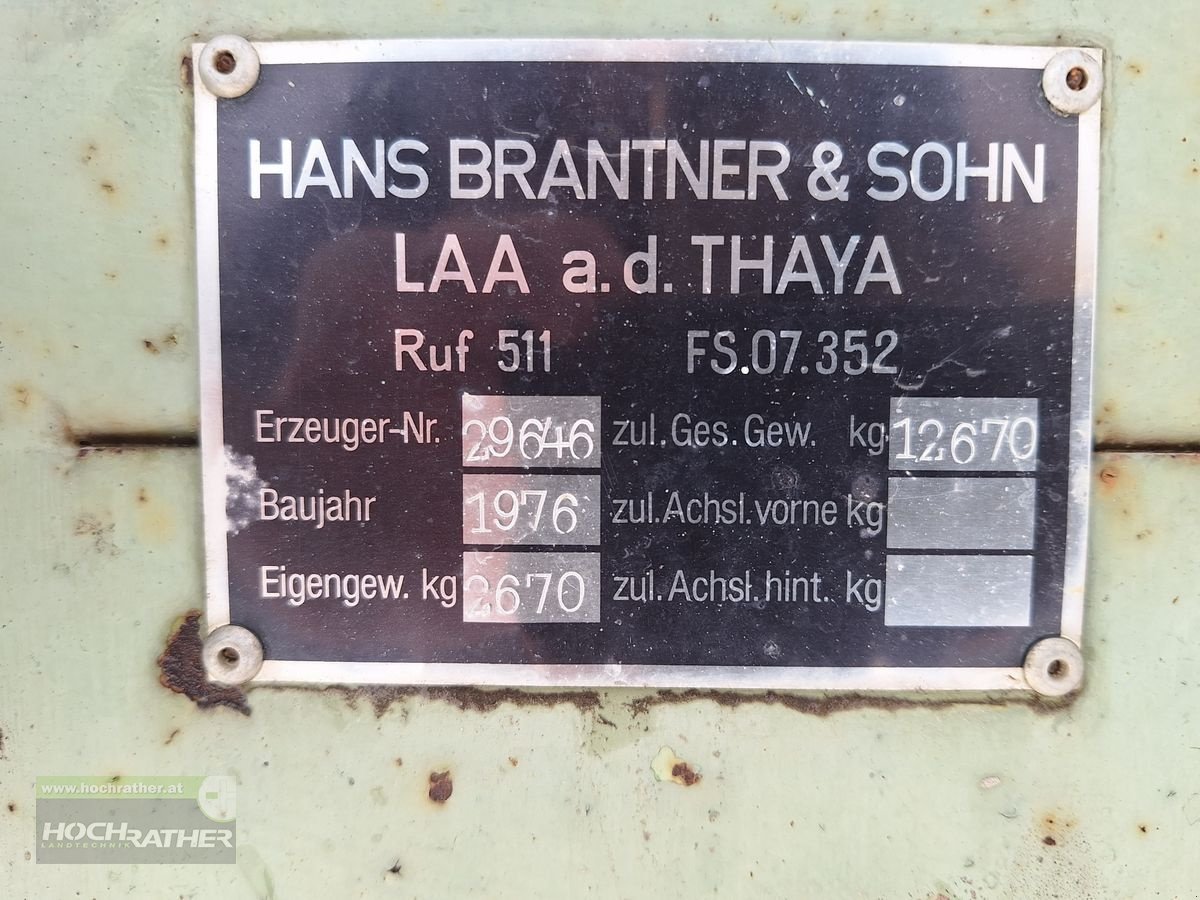 HANS BRANTNER & SOHN
LAA a.d. THAYA
Ruf 511 FS.07.352
Erzeuger-Nr. 29646 zul.Ges.Gew. kg 12670
Baujahr 1976 zul.Achsl.vorne kg
Eigengew. kg 2670 zul.Achsl.hint. kg
www.hochrather.at
HOCHRATHER
LANDTECHNIK